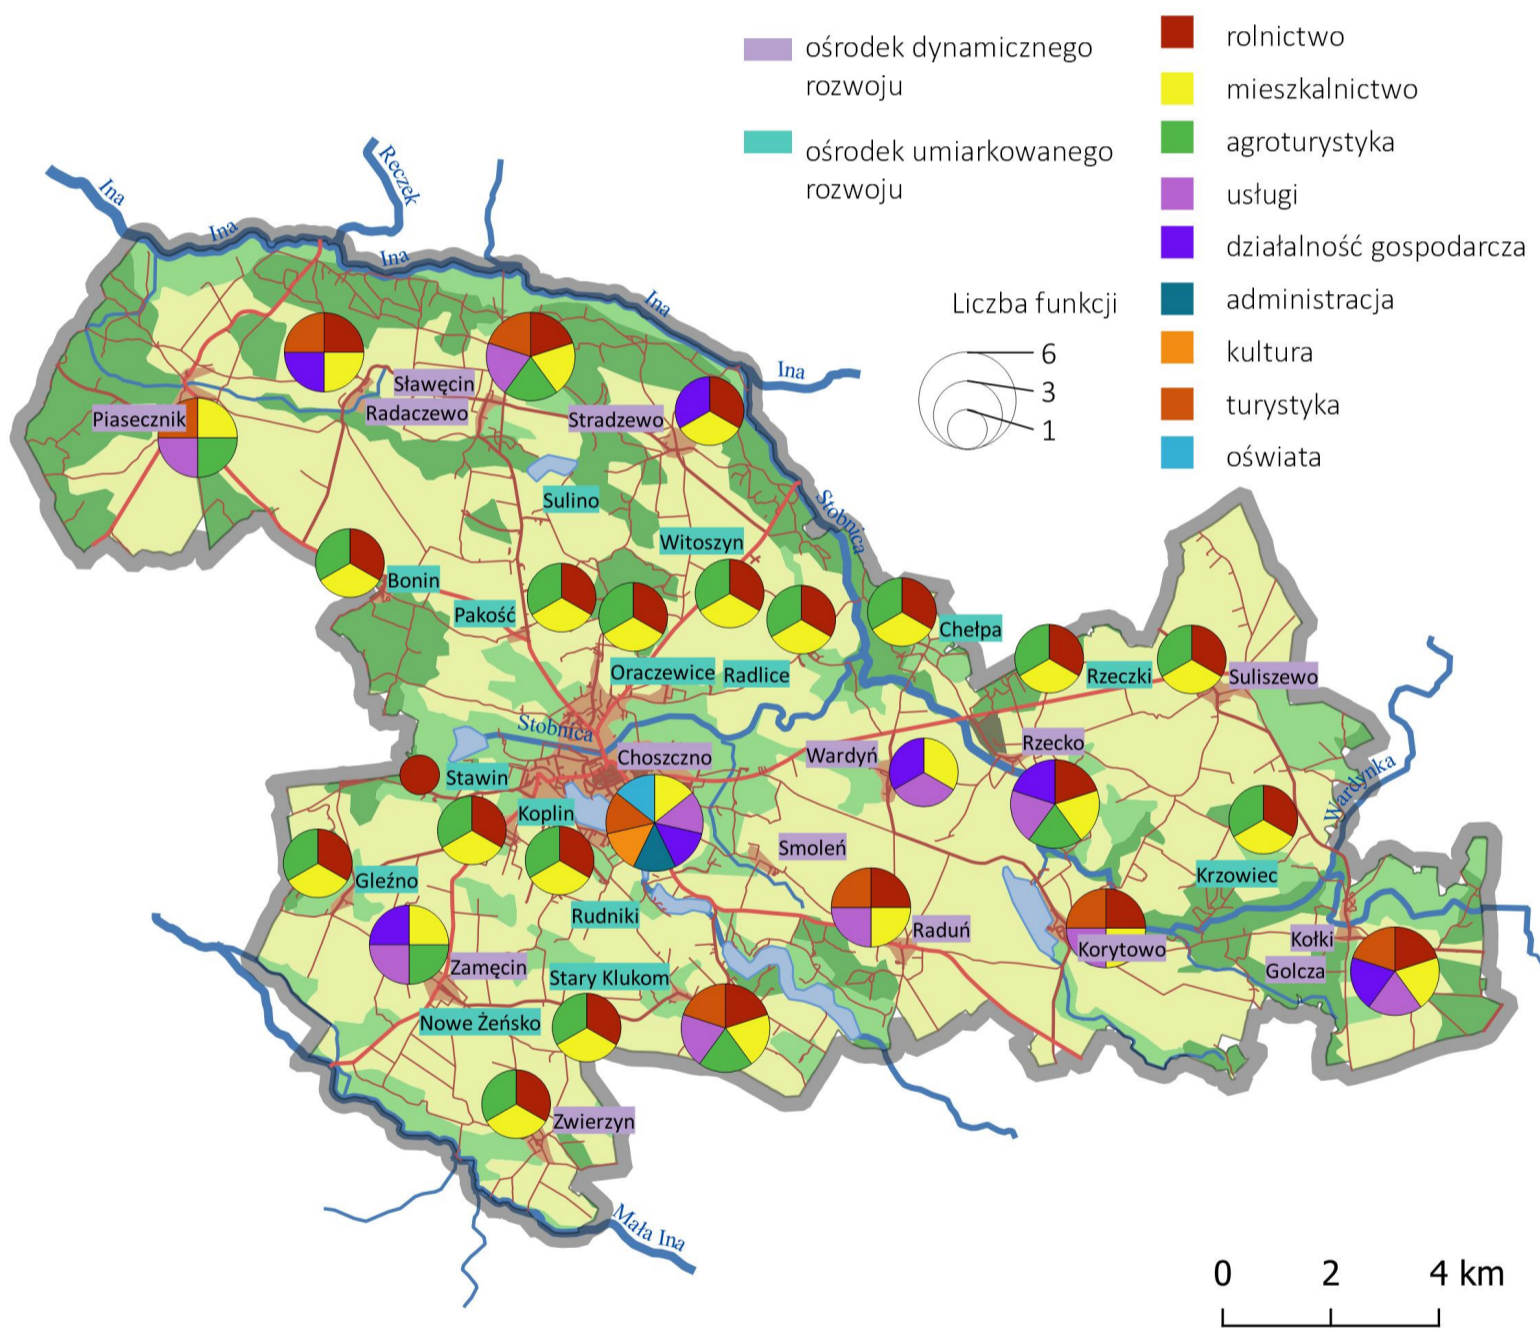 ośrodek dynamicznego
rozwoju
ośrodek umiarkowanego
rozwoju
rolnictwo
mieszkalnictwo
agroturystyka
usługi
działalność gospodarcza
administracja
kultura
turystyka
oświata
Liczba funkcji
6
3
1
Ina
Ina
Reczek
Ina
Ina
Ina
Sławęcin
Radaczewo
Piasecznik
Stradzewo
Sulino
Stobnica
Witoszyn
Bonin
Pakość
Chełpa
Oraczewice
Radlice
Rzeczki
Suliszewo
Stobnica
Choszczno
Wardyń
Rzecko
Stawin
Wardynka
Koplin
Smoleń
Gleźno
Krzowiec
Rudniki
Raduń
Korytowo
Kołki
Golcza
Zamęcin
Stary Klukom
Nowe Żeńsko
Zwierzyn
Mała Ina
0 2 4 km